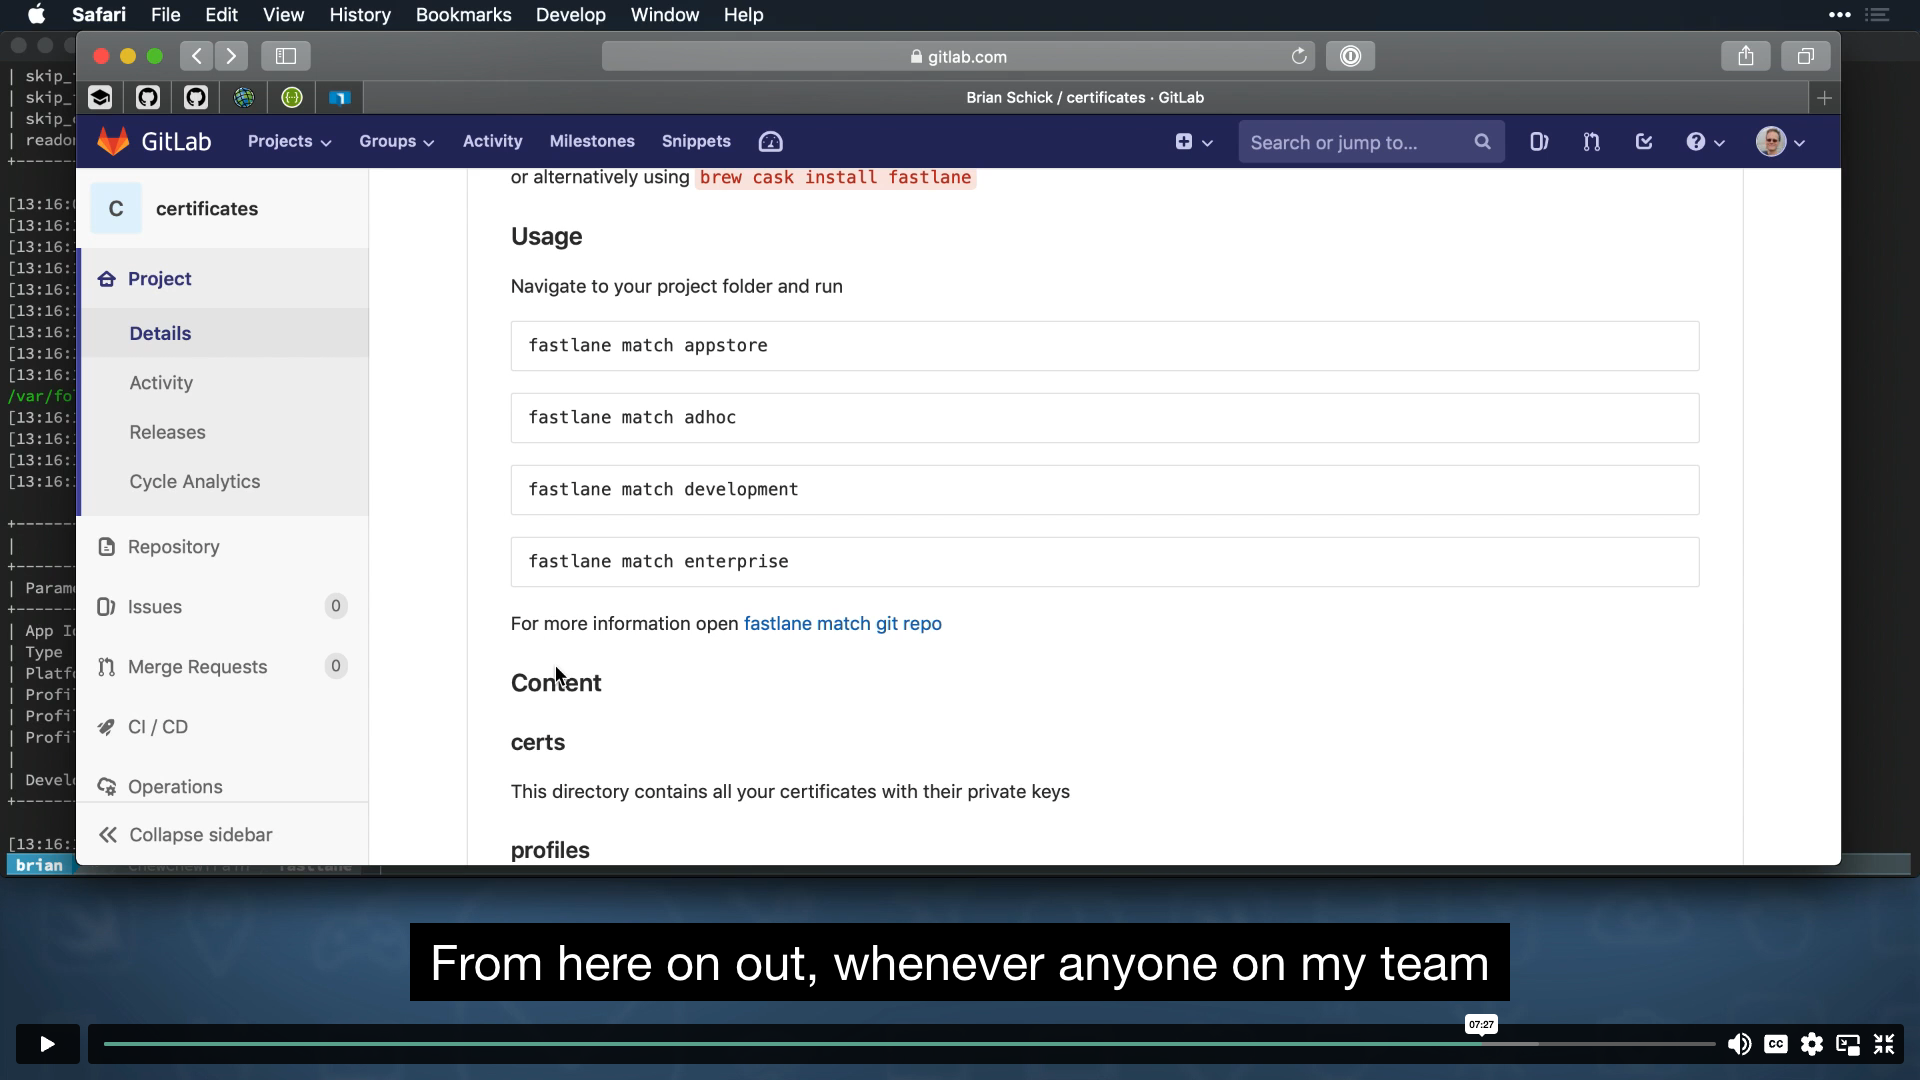 Safari File Edit View History Bookmarks Develop Window Help
gitlab.com
Brian Schick / certificates · GitLab
GitLab Projects Groups Activity Milestones Snippets Search or jump to...
C certificates
Project
Details
Activity
Releases
Cycle Analytics
Repository
Issues 0
Merge Requests 0
CI / CD
Operations
Collapse sidebar
or alternatively using brew cask install fastlane
Usage
Navigate to your project folder and run
fastlane match appstore
fastlane match adhoc
fastlane match development
fastlane match enterprise
For more information open fastlane match git repo
Content
certs
This directory contains all your certificates with their private keys
profiles
| skip_
| skip_
| skip_
| reado
[13:16:
[13:16:
[13:16:
[13:16:
[13:16:
[13:16:
[13:16:
[13:16:
[13:16:
/var/fo
[13:16:
[13:16:
[13:16:
[13:16:
| Param
| App I
| Type
| Platf
| Profi
| Profi
| Profi
| Devel
[13:16:
brian
From here on out, whenever anyone on my team
07:27
CC